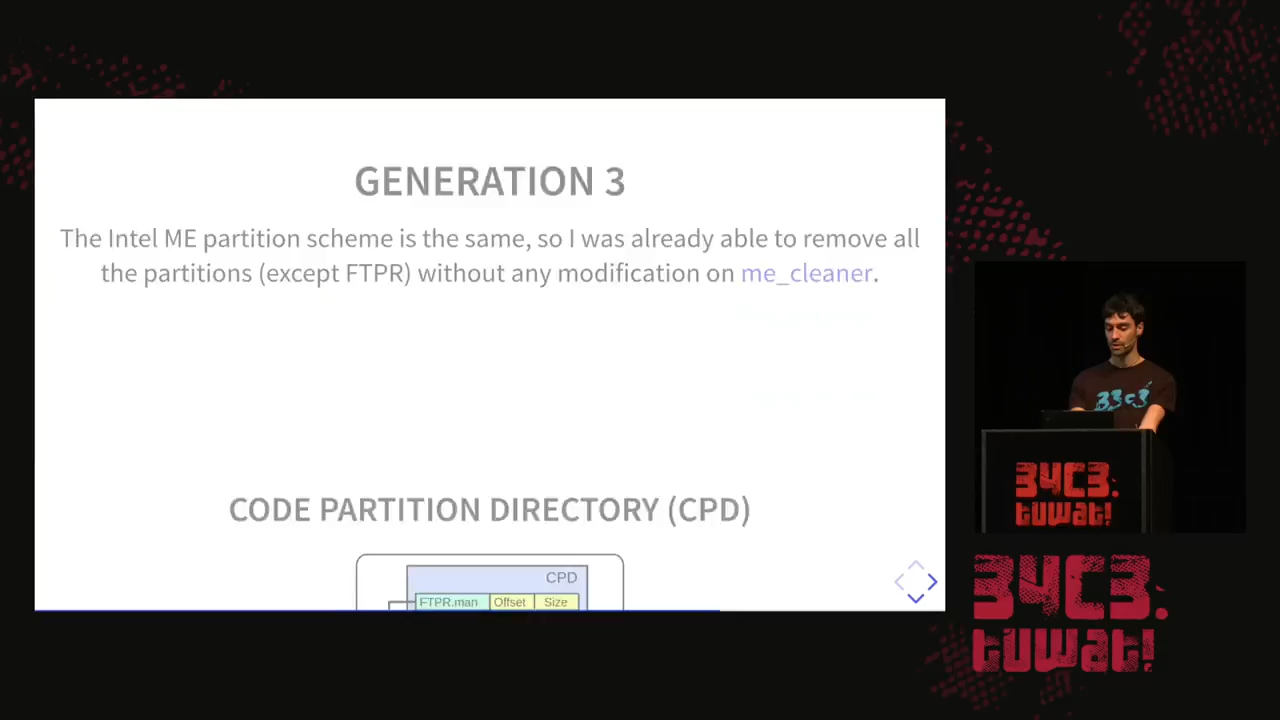 GENERATION 3
The Intel ME partition scheme is the same, so I was already able to remove all
the partitions (except FTPR) without any modification on me_cleaner.
CODE PARTITION DIRECTORY (CPD)
CPD
FTPR.man Offset Size
33c3
34C3.
tuwat!
34C3.
tuwat!